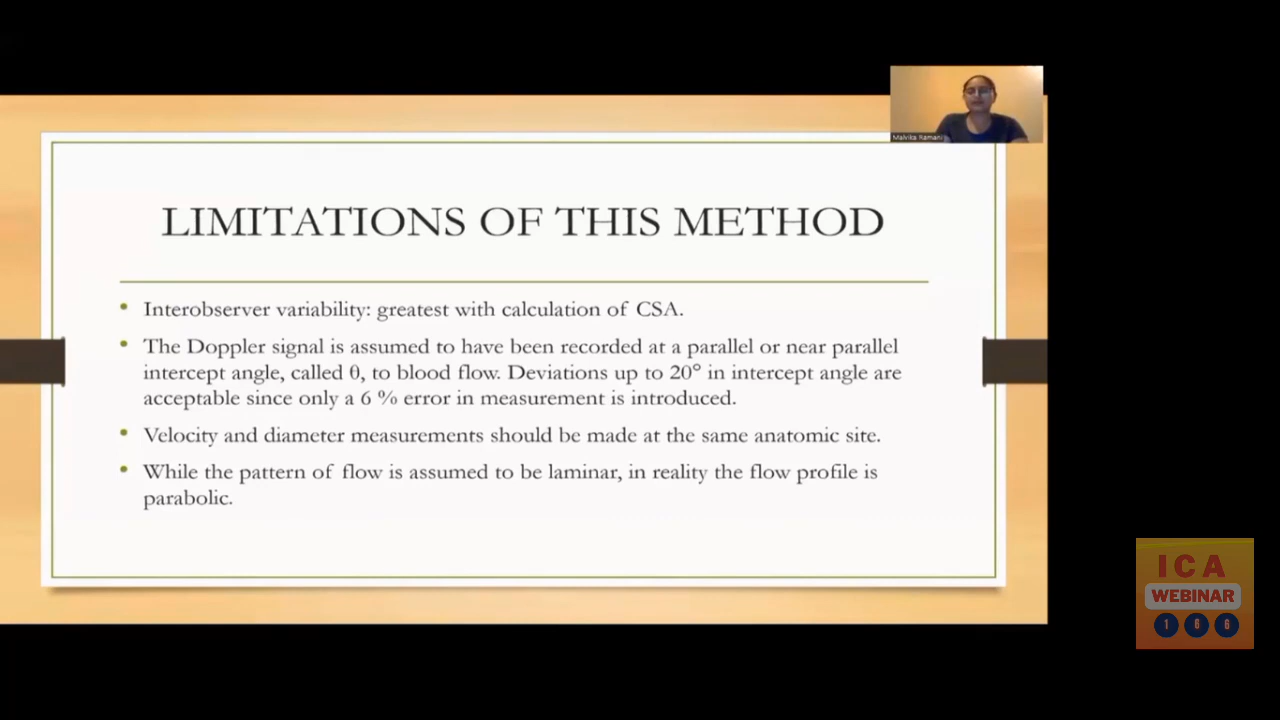 Malvika Ramani
LIMITATIONS OF THIS METHOD
• Interobserver variability: greatest with calculation of CSA.
• The Doppler signal is assumed to have been recorded at a parallel or near parallel
intercept angle, called θ, to blood flow. Deviations up to 20° in intercept angle are
acceptable since only a 6 % error in measurement is introduced.
• Velocity and diameter measurements should be made at the same anatomic site.
• While the pattern of flow is assumed to be laminar, in reality the flow profile is
parabolic.
ICA
WEBINAR
1 6 6